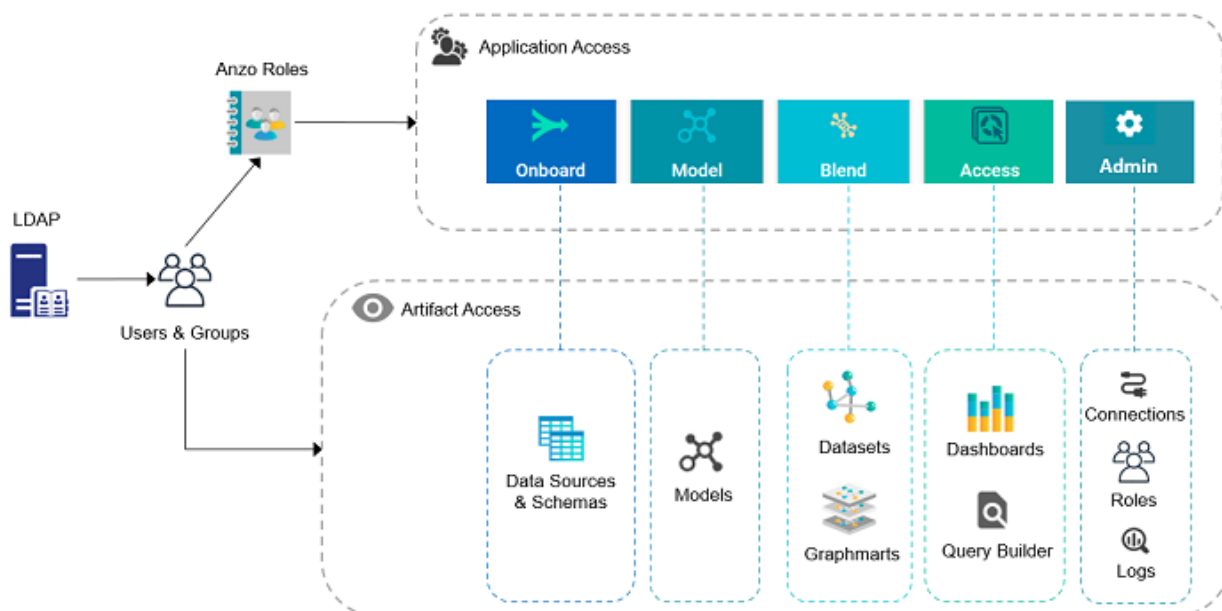 Application Access
Anzo Roles
Onboard
Model
Blend
Access
Admin
LDAP
Users & Groups
Artifact Access
Data Sources
& Schemas
Models
Datasets
Graphmarts
Dashboards
Query Builder
Connections
Roles
Logs